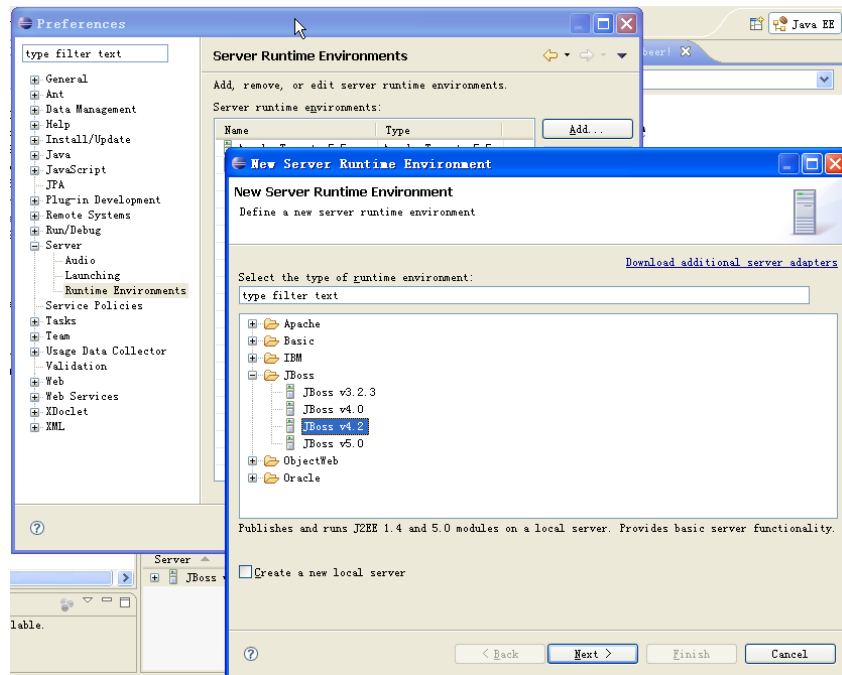 Preferences
Java EE
type filter text
Server Runtime Environments
beer!
General
Ant
Data Management
Help
Install/Update
Java
JavaScript
JPA
Plug-in Development
Remote Systems
Run/Debug
Server
Audio
Launching
Runtime Environments
Service Policies
Tasks
Team
Usage Data Collector
Validation
Web
Web Services
XDoclet
XML
Add, remove, or edit server runtime environments.
Server runtime environments:
Name Type
Add...
New Server Runtime Environment
New Server Runtime Environment
Define a new server runtime environment
Download additional server adapters
Select the type of runtime environment:
type filter text
Apache
Basic
IBM
JBoss
JBoss v3.2.3
JBoss v4.0
JBoss v4.2
JBoss v5.0
ObjectWeb
Oracle
Publishes and runs J2EE 1.4 and 5.0 modules on a local server. Provides basic server functionality.
Create a new local server
< Back Next > Finish Cancel
Server
JBoss
lable.